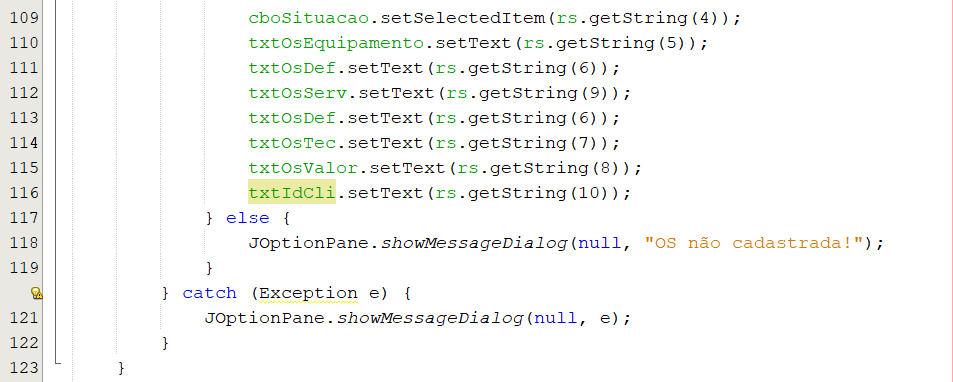 109 cboSituacao.setSelectedItem(rs.getString(4));
110 txtOsEquipamento.setText(rs.getString(5));
111 txtOsDef.setText(rs.getString(6));
112 txtOsServ.setText(rs.getString(9));
113 txtOsDef.setText(rs.getString(6));
114 txtOsTec.setText(rs.getString(7));
115 txtOsValor.setText(rs.getString(8));
116 txtIdCli.setText(rs.getString(10));
117 } else {
118 JOptionPane.showMessageDialog(null, "OS não cadastrada!");
119 }
} catch (Exception e) {
121 JOptionPane.showMessageDialog(null, e);
122 }
123 }